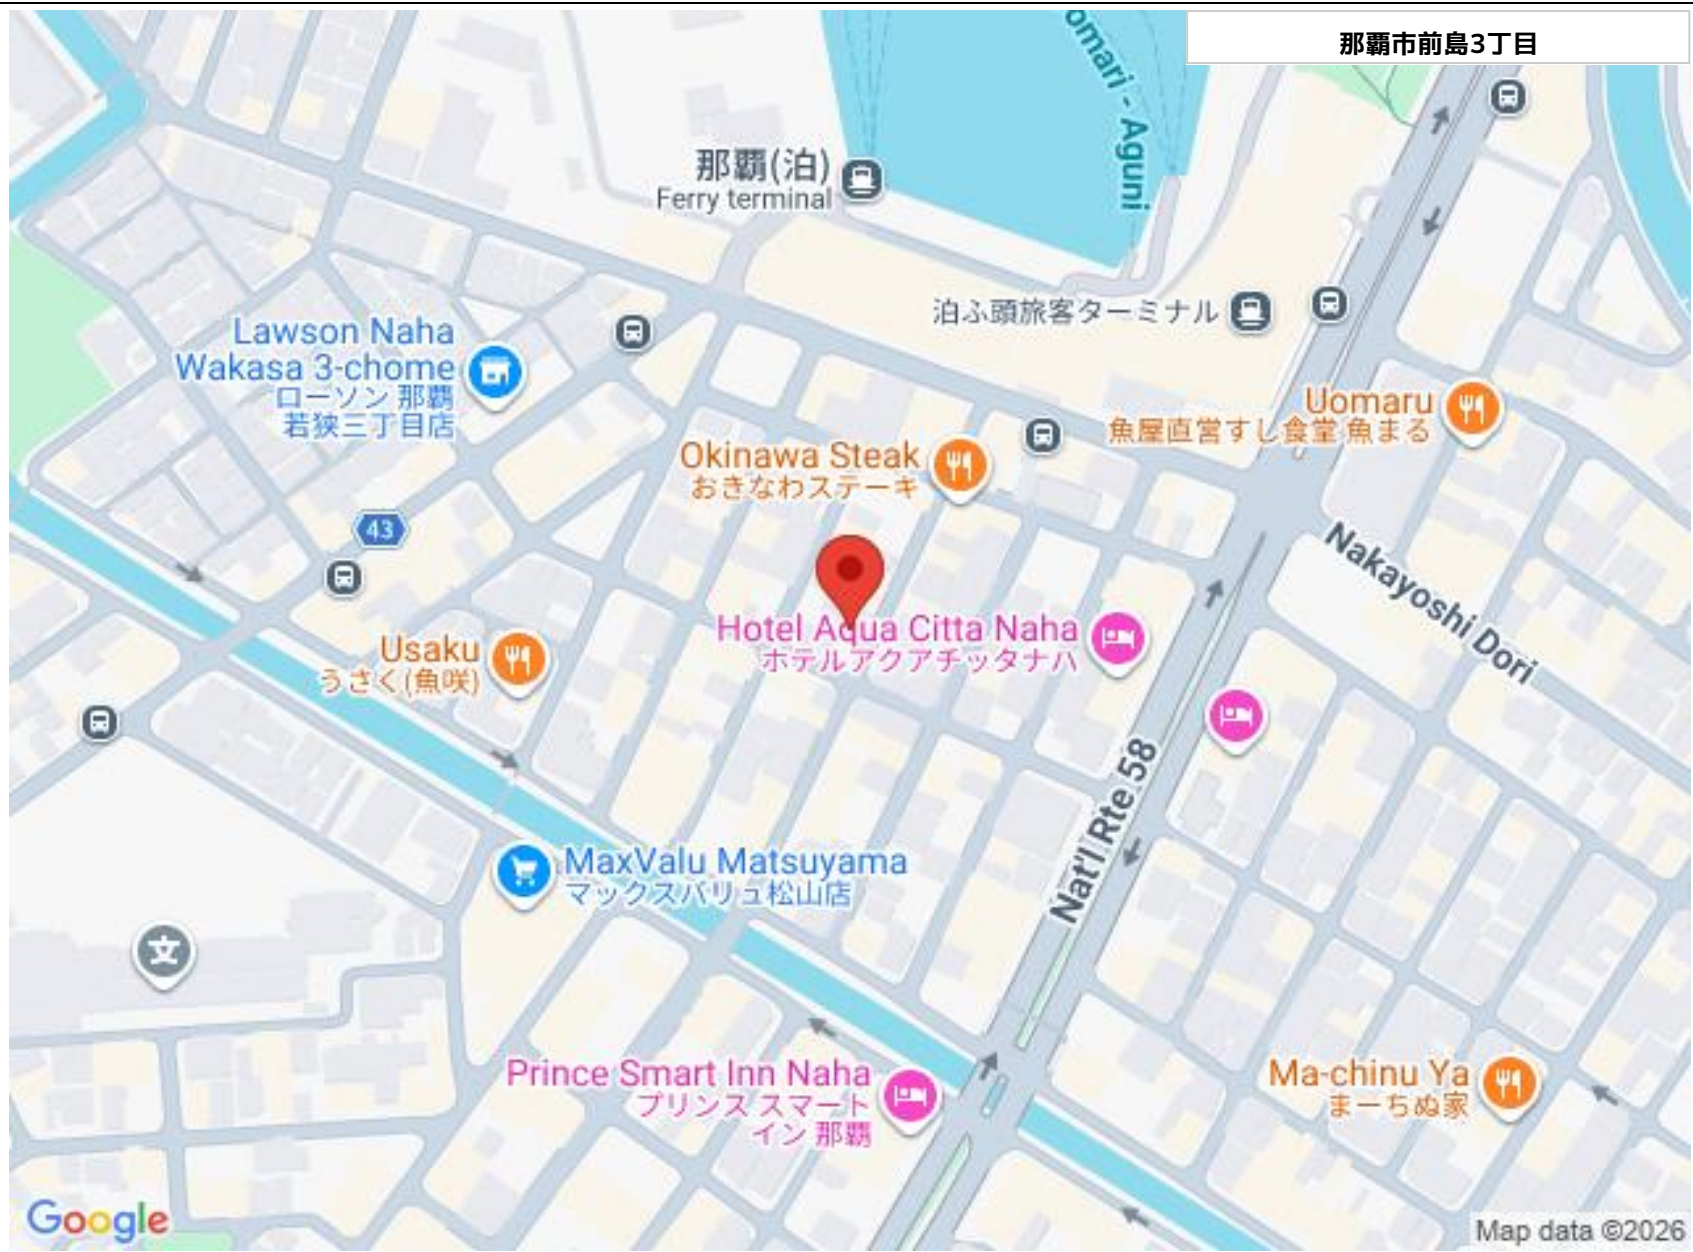 那覇市前島3丁目
omari - Aguni
那覇(泊)
Ferry terminal
泊ふ頭旅客ターミナル
Lawson Naha
Wakasa 3-chome
ローソン 那覇
若狭三丁目店
Uomaru
魚屋直営すし食堂 魚まる
Okinawa Steak
おきなわステーキ
43
Nakayoshi Dori
Hotel Aqua Citta Naha
ホテルアクアチッタナハ
Usaku
うさく(魚咲)
Nat'l Rte 58
MaxValu Matsuyama
マックスバリュ松山店
文
Prince Smart Inn Naha
プリンス スマート
イン 那覇
Ma-chinu Ya
まーちぬ家
Google
Map data ©2026